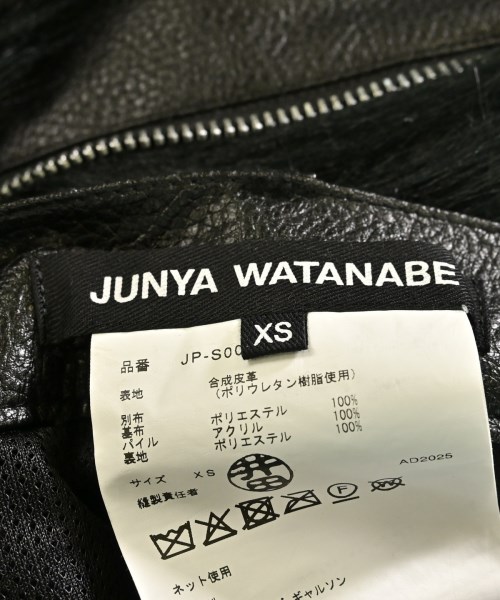 JUNYA WATANABE
XS
品番 JP-S00
表地 合成皮革
(ポリウレタン樹脂使用)
別布 ポリエステル 100%
基布 アクリル 100%
パイル ポリエステル 100%
裏地
サイズ XS
縫製責任者 井田
AD2025
F
ネット使用
ギャルソン